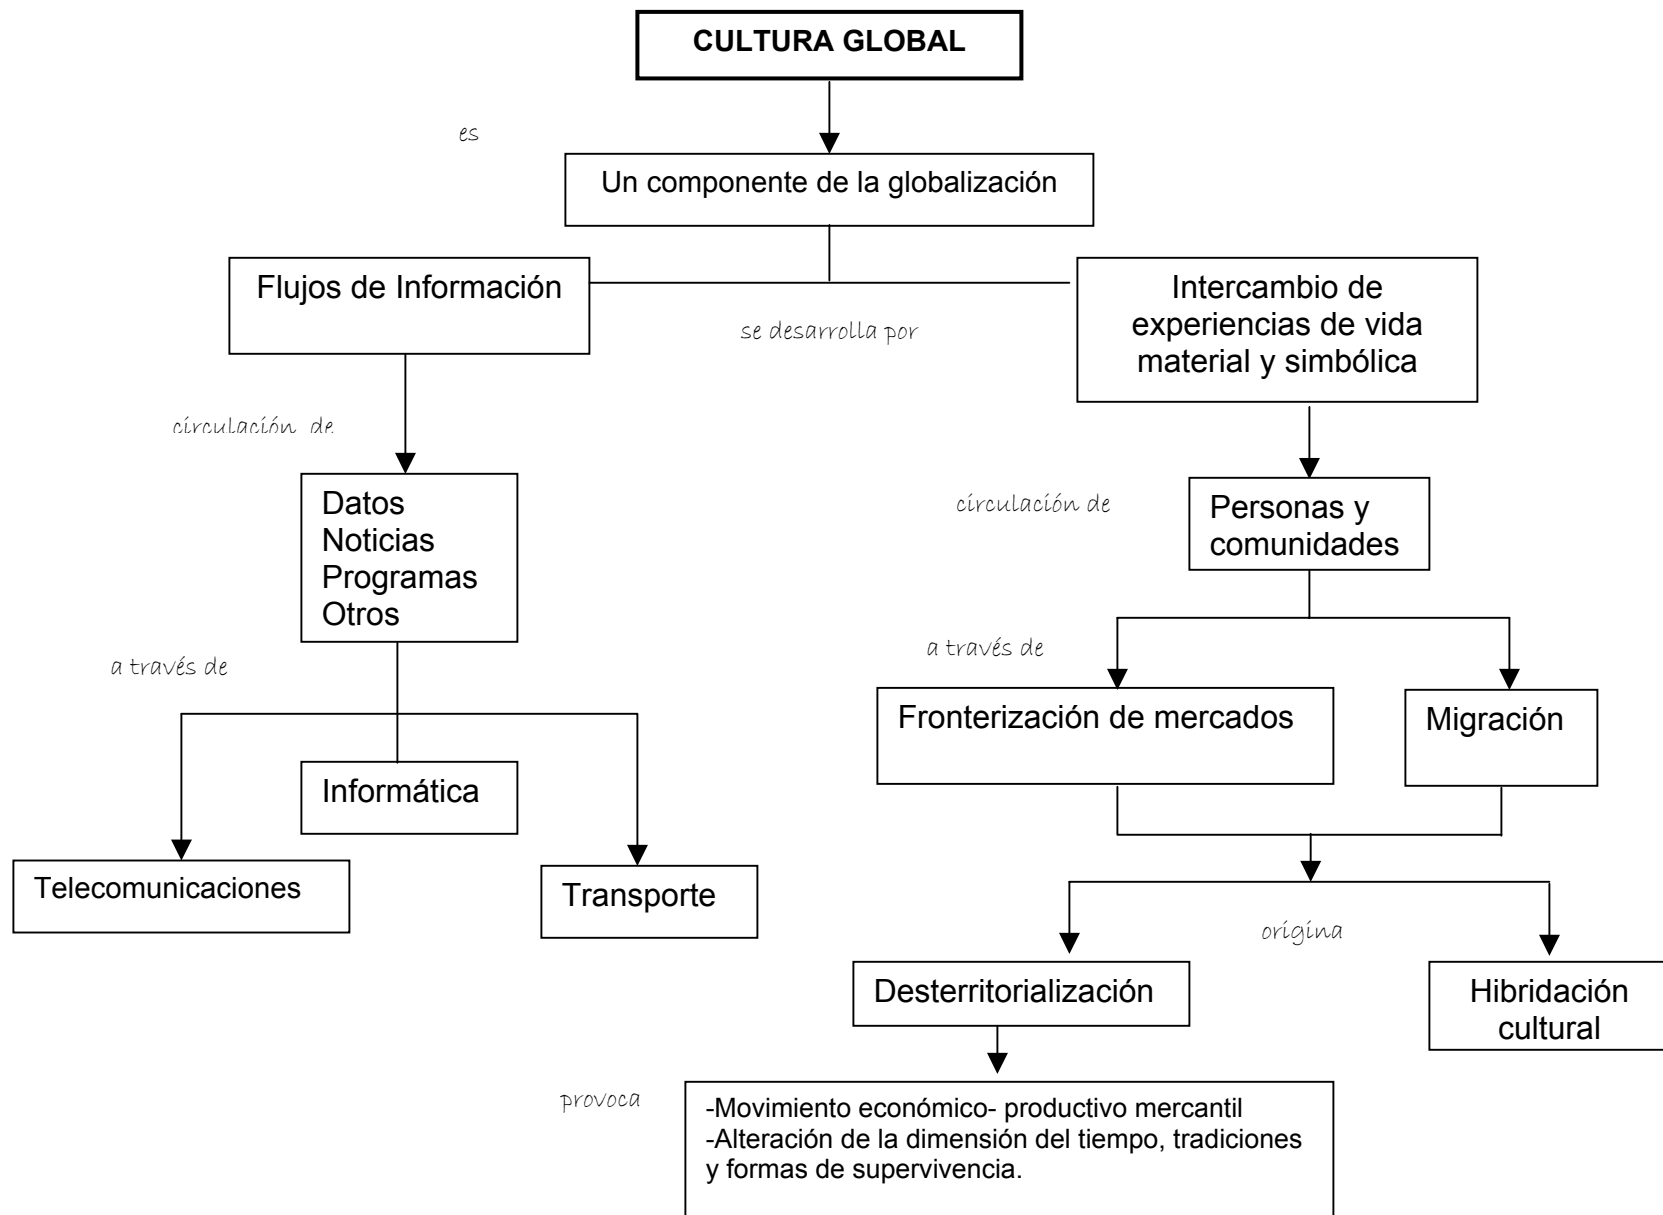 CULTURA GLOBAL
es
Un componente de la globalización
Flujos de Información
Intercambio de
experiencias de vida
material y simbólica
se desarrolla por
circulación de
Datos
Noticias
Programas
Otros
circulación de
Personas y
comunidades
a través de
a través de
Fronterización de mercados
Migración
Informática
Telecomunicaciones
Transporte
origina
Desterritorialización
Hibridación
cultural
provoca
-Movimiento económico- productivo mercantil
-Alteración de la dimensión del tiempo, tradiciones
y formas de supervivencia.